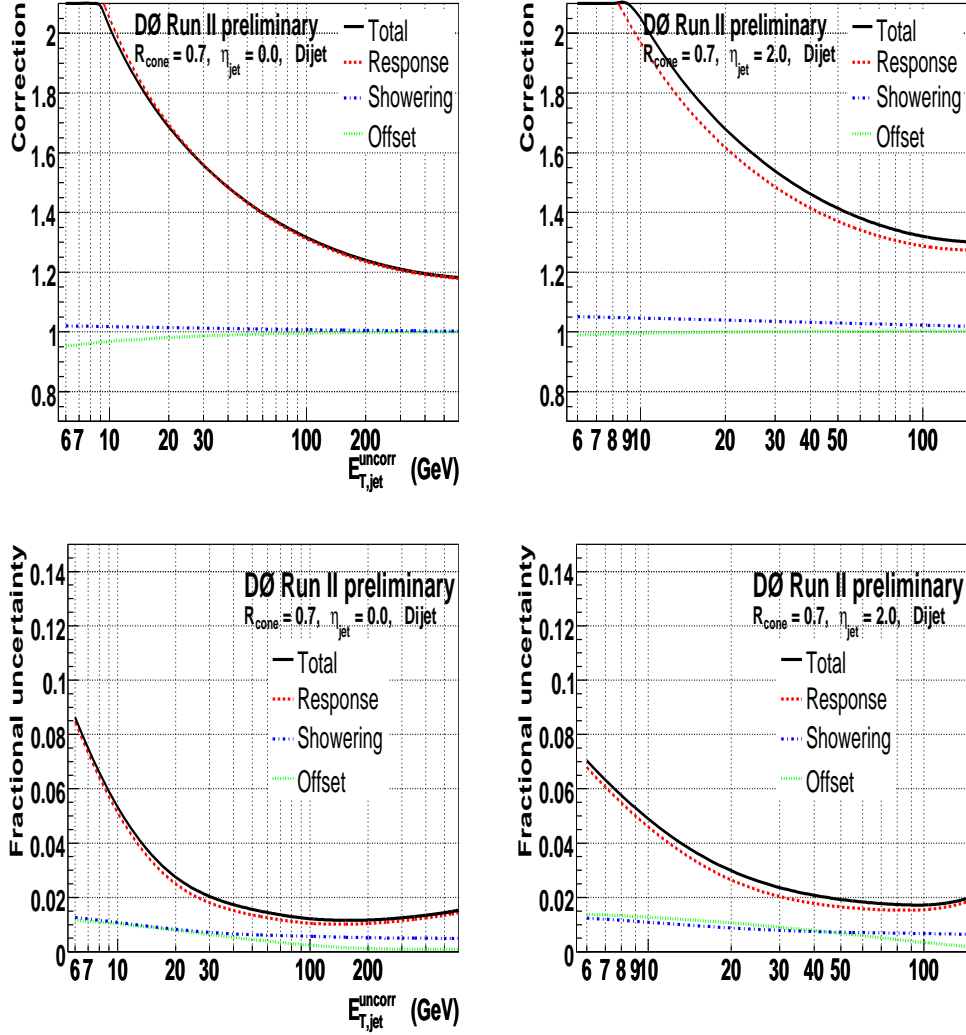 Correction
2
1.8
1.6
1.4
1.2
1
0.8
DØ Run II preliminary
R_cone = 0.7, η_jet = 0.0, Dijet
Total
Response
Showering
Offset
6 7 10 20 30 100 200
E_T,jet^uncorr (GeV)
Correction
2
1.8
1.6
1.4
1.2
1
0.8
DØ Run II preliminary
R_cone = 0.7, η_jet = 2.0, Dijet
Total
Response
Showering
Offset
6 7 8 9 10 20 30 40 50 100
Fractional uncertainty
0.14
0.12
0.1
0.08
0.06
0.04
0.02
0
DØ Run II preliminary
R_cone = 0.7, η_jet = 0.0, Dijet
Total
Response
Showering
Offset
6 7 10 20 30 100 200
E_T,jet^uncorr (GeV)
Fractional uncertainty
0.14
0.12
0.1
0.08
0.06
0.04
0.02
0
DØ Run II preliminary
R_cone = 0.7, η_jet = 2.0, Dijet
Total
Response
Showering
Offset
6 7 8 9 10 20 30 40 50 100